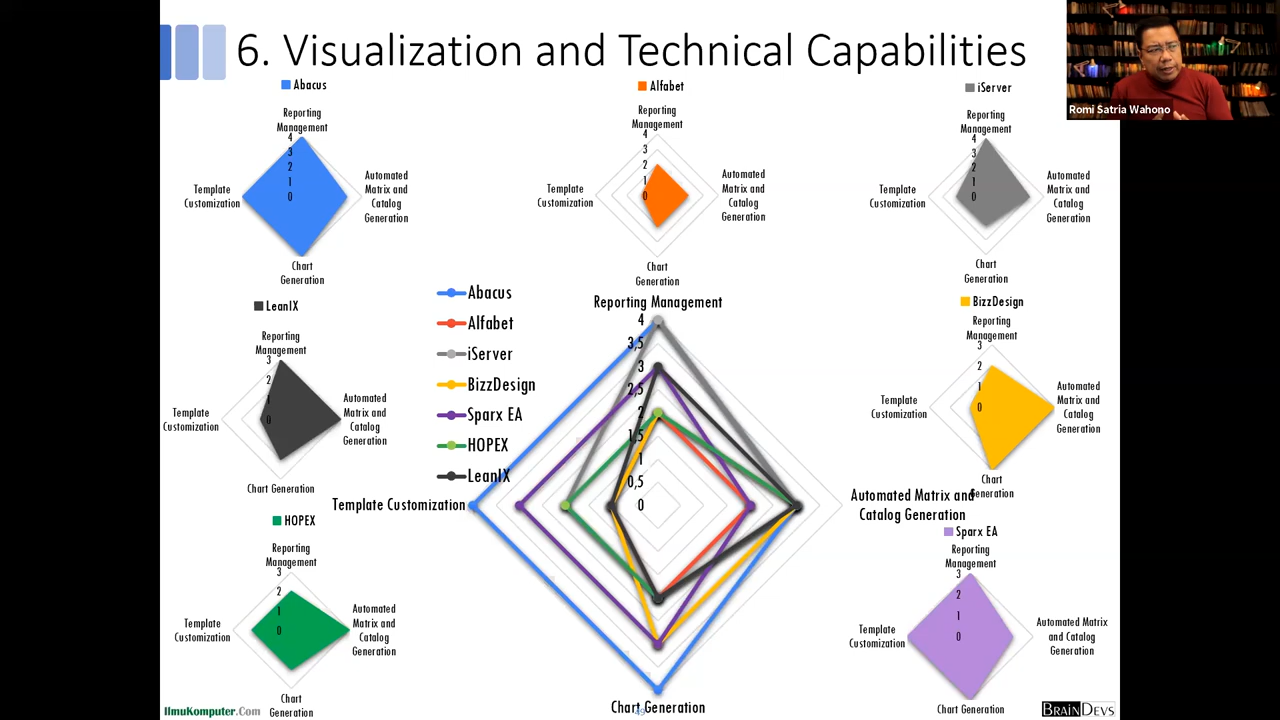 6. Visualization and Technical Capabilities
Romi Satria Wahono
Abacus
Reporting
Management
4
3
2
1
0
Template
Customization
Automated
Matrix and
Catalog
Generation
Chart
Generation
Alfabet
Reporting
Management
4
3
2
1
0
Template
Customization
Automated
Matrix and
Catalog
Generation
Chart
Generation
iServer
Reporting
Management
4
3
2
1
0
Template
Customization
Automated
Matrix and
Catalog
Generation
Chart
Generation
LeanIX
Reporting
Management
3
2
1
0
Template
Customization
Automated
Matrix and
Catalog
Generation
Chart Generation
Abacus
Alfabet
iServer
BizzDesign
Sparx EA
HOPEX
LeanIX
Reporting Management
4
3,5
3
2,5
2
1,5
1
0,5
0
Template Customization
Automated Matrix and
Catalog Generation
Chart Generation
49
BizzDesign
Reporting
Management
3
2
1
0
Template
Customization
Automated
Matrix and
Catalog
Generation
Chart
Generation
HOPEX
Reporting
Management
3
2
1
0
Template
Customization
Automated
Matrix and
Catalog
Generation
Chart
Generation
Sparx EA
Reporting
Management
3
2
1
0
Template
Customization
Automated Matrix
and Catalog
Generation
Chart Generation
IlmuKomputer.Com
BrainDevs